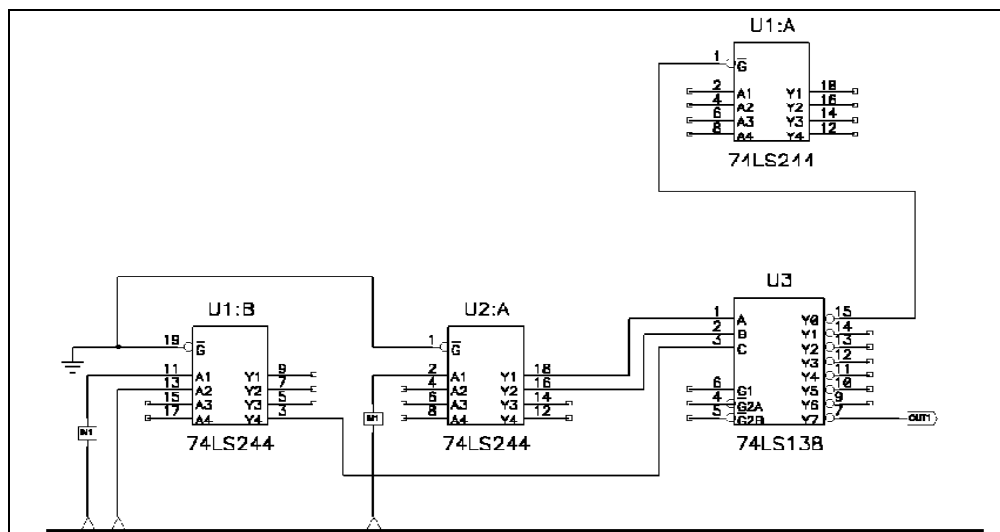 U1:A
1 G
2 A1 Y1 18
4 A2 Y2 16
6 A3 Y3 14
8 A4 Y4 12
74LS244
U1:B
19 G
11 A1 Y1 9
13 A2 Y2 7
15 A3 Y3 5
17 A4 Y4 3
74LS244
IN1
U2:A
1 G
2 A1 Y1 18
4 A2 Y2 16
6 A3 Y3 14
8 A4 Y4 12
74LS244
IN1
U3
1 A Y0 15
2 B Y1 14
3 C Y2 13
Y3 12
Y4 11
6 G1 Y5 10
4 G2A Y6 9
5 G2B Y7 7
74LS138
OUT1